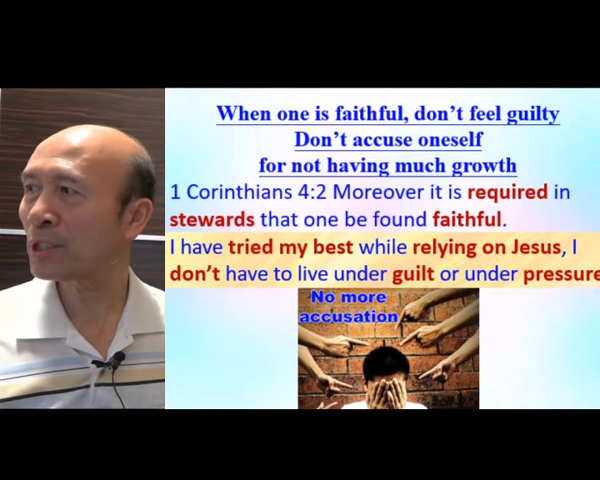 When one is faithful, don't feel guilty
Don't accuse oneself
for not having much growth
1 Corinthians 4:2 Moreover it is required in
stewards that one be found faithful.
I have tried my best while relying on Jesus, I
don't have to live under guilt or under pressure
No more
accusation